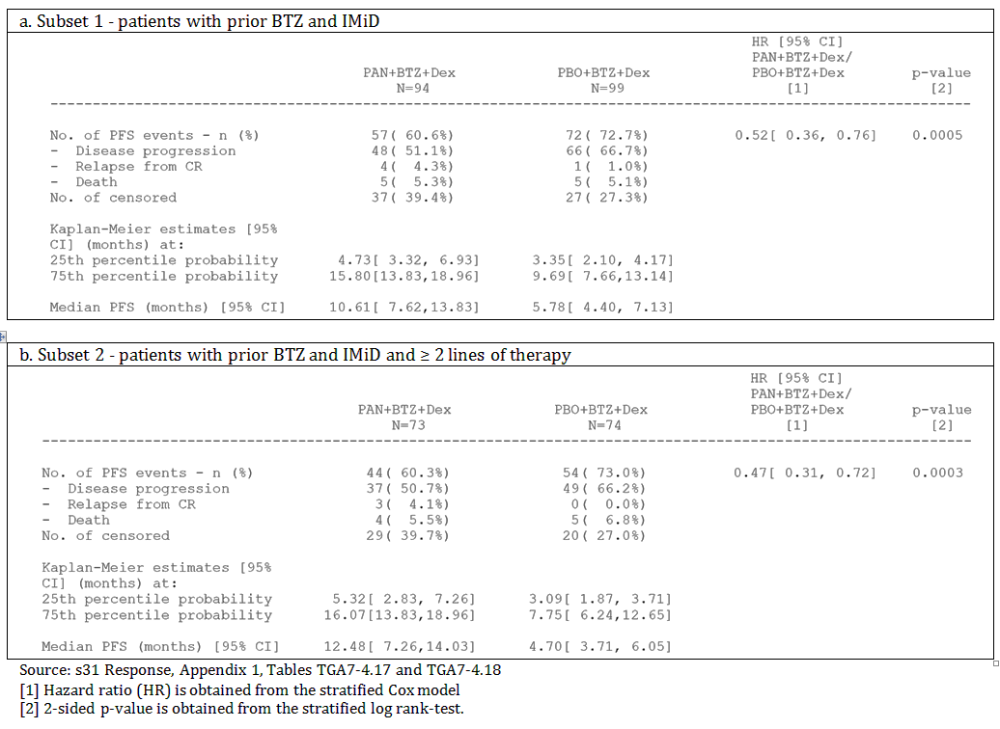 a. Subset 1 - patients with prior BTZ and IMiD
HR [95% CI]
PAN+BTZ+Dex/
PAN+BTZ+Dex PBO+BTZ+Dex PBO+BTZ+Dex p-value
N=94 N=99 [1] [2]
No. of PFS events - n (%) 57( 60.6%) 72( 72.7%) 0.52[ 0.36, 0.76] 0.0005
- Disease progression 48( 51.1%) 66( 66.7%)
- Relapse from CR 4( 4.3%) 1( 1.0%)
- Death 5( 5.3%) 5( 5.1%)
No. of censored 37( 39.4%) 27( 27.3%)
Kaplan-Meier estimates [95%
CI] (months) at:
25th percentile probability 4.73[ 3.32, 6.93] 3.35[ 2.10, 4.17]
75th percentile probability 15.80[13.83,18.96] 9.69[ 7.66,13.14]
Median PFS (months) [95% CI] 10.61[ 7.62,13.83] 5.78[ 4.40, 7.13]
b. Subset 2 - patients with prior BTZ and IMiD and ≥ 2 lines of therapy
HR [95% CI]
PAN+BTZ+Dex/
PAN+BTZ+Dex PBO+BTZ+Dex PBO+BTZ+Dex p-value
N=73 N=74 [1] [2]
No. of PFS events - n (%) 44( 60.3%) 54( 73.0%) 0.47[ 0.31, 0.72] 0.0003
- Disease progression 37( 50.7%) 49( 66.2%)
- Relapse from CR 3( 4.1%) 0( 0.0%)
- Death 4( 5.5%) 5( 6.8%)
No. of censored 29( 39.7%) 20( 27.0%)
Kaplan-Meier estimates [95%
CI] (months) at:
25th percentile probability 5.32[ 2.83, 7.26] 3.09[ 1.87, 3.71]
75th percentile probability 16.07[13.83,18.96] 7.75[ 6.24,12.65]
Median PFS (months) [95% CI] 12.48[ 7.26,14.03] 4.70[ 3.71, 6.05]
Source: s31 Response, Appendix 1, Tables TGA7-4.17 and TGA7-4.18
[1] Hazard ratio (HR) is obtained from the stratified Cox model
[2] 2-sided p-value is obtained from the stratified log rank-test.